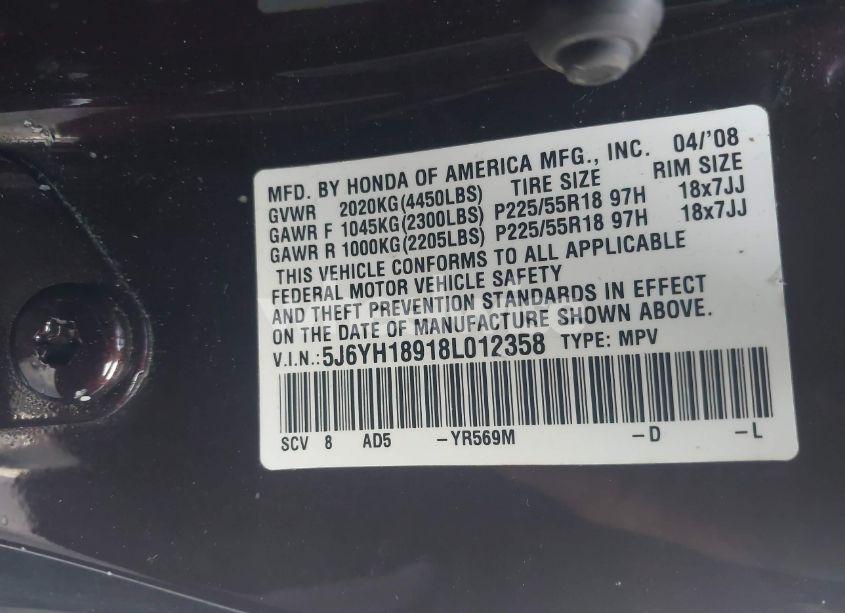 MFD. BY HONDA OF AMERICA MFG., INC. 04/'08
GVWR 2020KG(4450LBS) TIRE SIZE RIM SIZE
GAWR F 1045KG(2300LBS) P225/55R18 97H 18x7JJ
GAWR R 1000KG(2205LBS) P225/55R18 97H 18x7JJ
THIS VEHICLE CONFORMS TO ALL APPLICABLE
FEDERAL MOTOR VEHICLE SAFETY
AND THEFT PREVENTION STANDARDS IN EFFECT
ON THE DATE OF MANUFACTURE SHOWN ABOVE.
V.I.N.:5J6YH18918L012358 TYPE: MPV
SCV 8 AD5 –YR569M –D –L